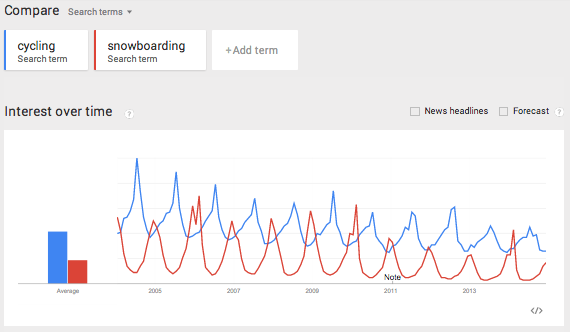 Compare Search terms
cycling
Search term
snowboarding
Search term
+Add term
Interest over time ?
News headlines
Forecast ?
Note
Average
2005
2007
2009
2011
2013
</>